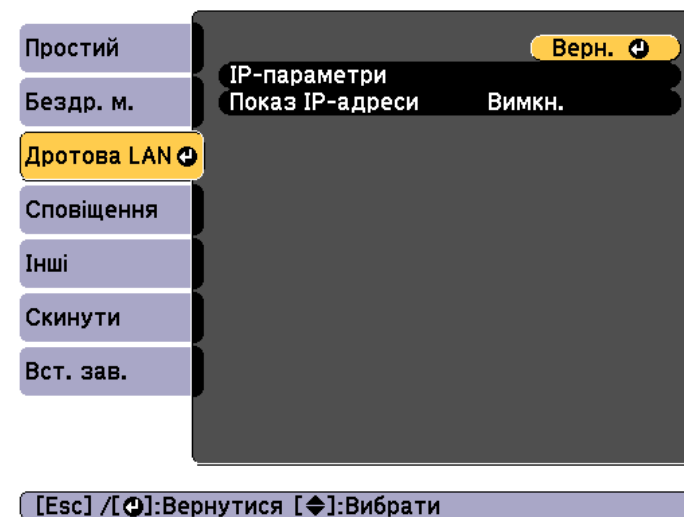 Простий
Бездр. м.
Дротова LAN
Сповіщення
Інші
Скинути
Вст. зав.
Верн.
IP-параметри
Показ IP-адреси Вимкн.
[Esc] /[⏎]:Вернутися [◆]:Вибрати